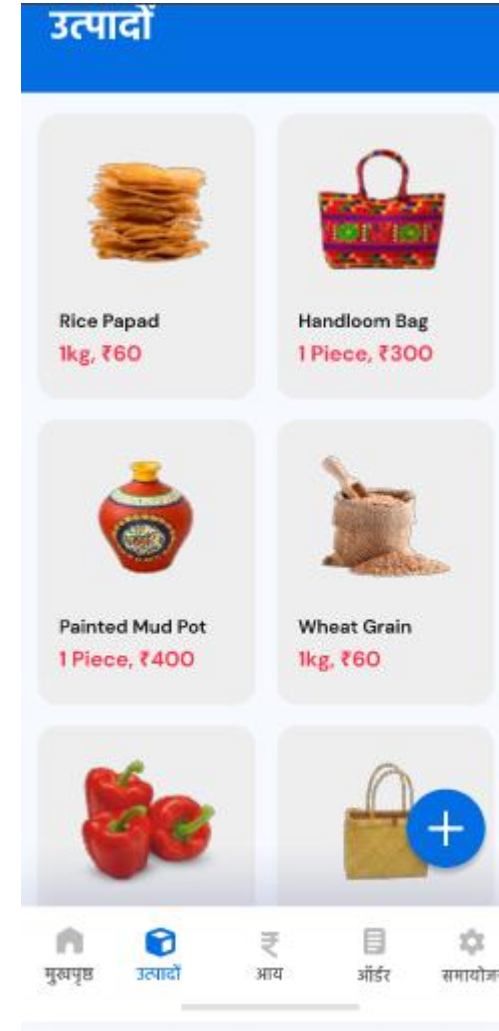 उत्पादों
Rice Papad
1kg, ₹60
Handloom Bag
1 Piece, ₹300
Painted Mud Pot
1 Piece, ₹400
Wheat Grain
1kg, ₹60
मुखपृष्ठ
उत्पादों
आय
ऑर्डर